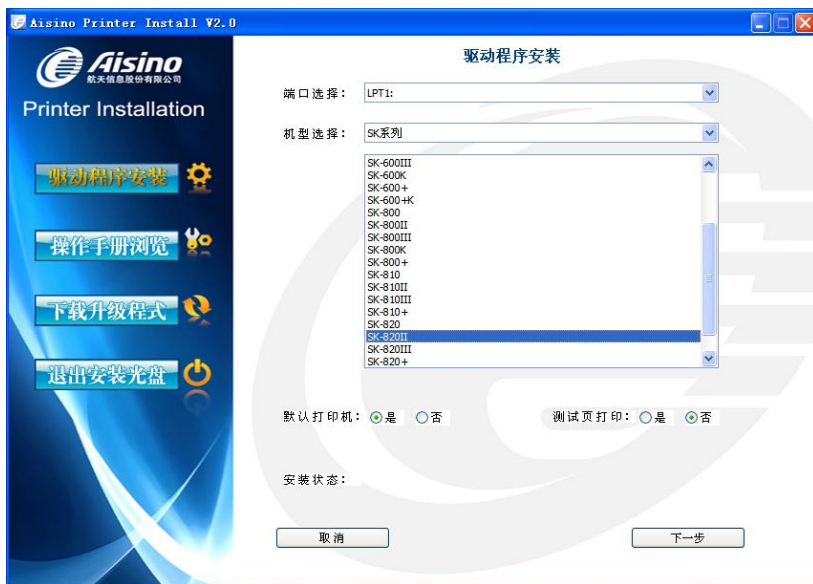 Aisino Printer Install V2.0
Aisino
航天信息股份有限公司
Printer Installation
驱动程序安装
操作手册浏览
下载升级程式
退出安装光盘
驱动程序安装
端口选择： LPT1:
机型选择： SK系列
SK-600III
SK-600K
SK-600+
SK-600+K
SK-800
SK-800II
SK-800III
SK-800K
SK-800+
SK-810
SK-810II
SK-810III
SK-810+
SK-820
SK-820II
SK-820III
SK-820+
默认打印机： 是 否 测试页打印： 是 否
安装状态：
取消 下一步